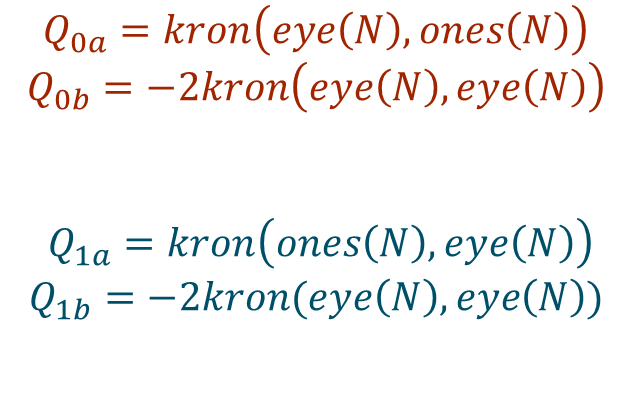 Q₀ₐ = kron(eye(N), ones(N))
Q₀b = −2kron(eye(N), eye(N))
Q₁ₐ = kron(ones(N), eye(N))
Q₁b = −2kron(eye(N), eye(N))